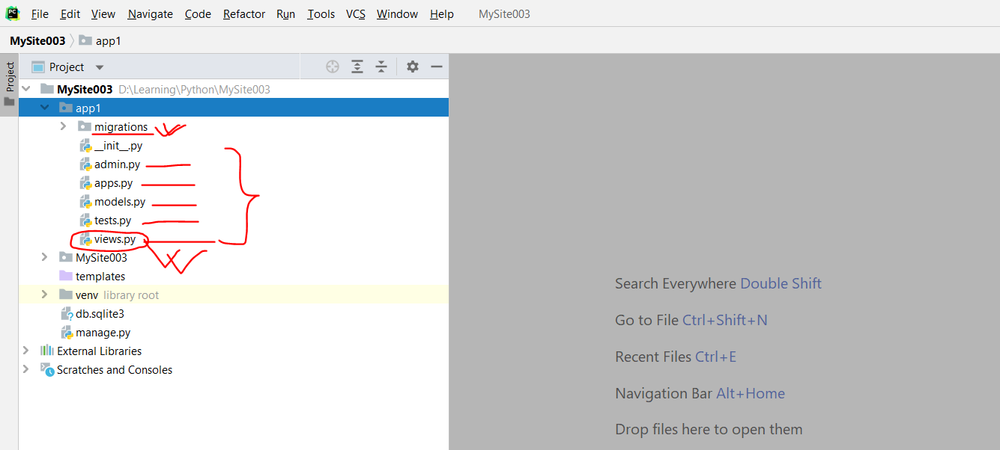 PC
File Edit View Navigate Code Refactor Run Tools VCS Window Help MySite003
MySite003 app1
Project
Project
MySite003 D:\Learning\Python\MySite003
app1
migrations
__init__.py
admin.py
apps.py
models.py
tests.py
views.py
MySite003
templates
venv library root
db.sqlite3
manage.py
External Libraries
Scratches and Consoles
Search Everywhere Double Shift
Go to File Ctrl+Shift+N
Recent Files Ctrl+E
Navigation Bar Alt+Home
Drop files here to open them